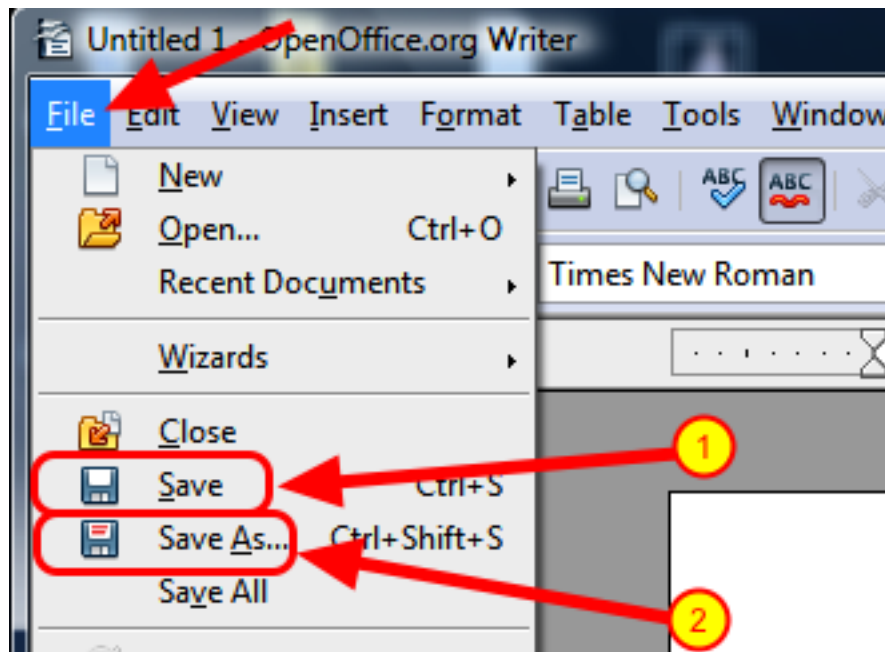 Untitled 1 - OpenOffice.org Writer
File Edit View Insert Format Table Tools Window
New
ABC ABC
Open... Ctrl+O
Times New Roman
Recent Documents
Wizards
Close
1
Save Ctrl+S
Save As... Ctrl+Shift+S
Save All
2